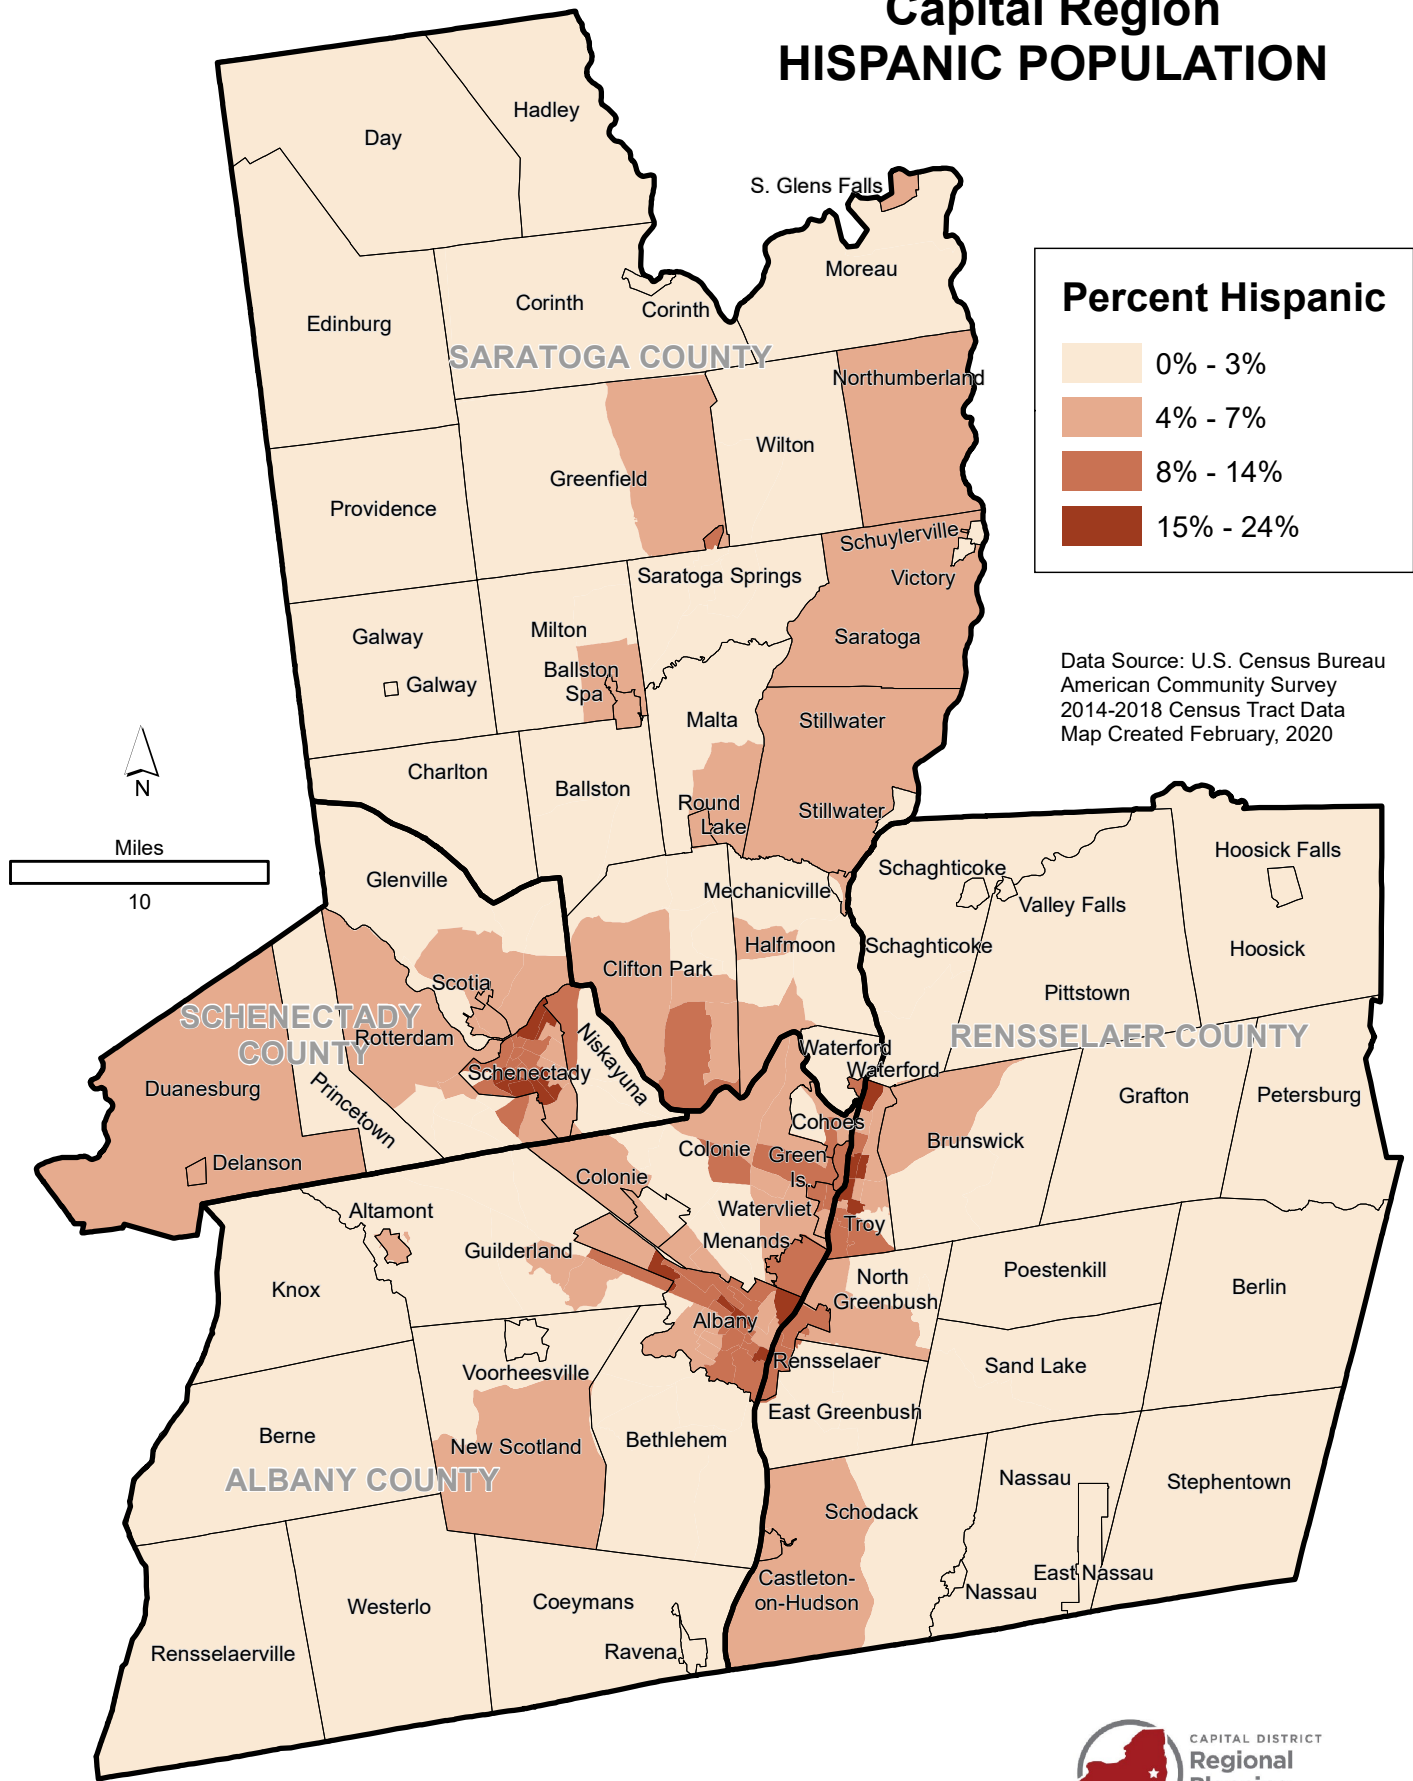 Capital Region
HISPANIC POPULATION
Day
Hadley
S. Glens Falls
Moreau
Edinburg
Corinth
Corinth
SARATOGA COUNTY
Northumberland
Wilton
Greenfield
Providence
Schuylerville
Victory
Saratoga Springs
Saratoga
Galway
Galway
Milton
Ballston
Spa
Malta
Stillwater
Stillwater
Charlton
Ballston
Round
Lake
Percent Hispanic
0% - 3%
4% - 7%
8% - 14%
15% - 24%
Data Source: U.S. Census Bureau
American Community Survey
2014-2018 Census Tract Data
Map Created February, 2020
N
Miles
10
Glenville
Mechanicville
Halfmoon
Clifton Park
Scotia
SCHENECTADY
COUNTY
Rotterdam
Schenectady
Niskayuna
Duanesburg
Princetown
Delanson
Waterford
Waterford
Schaghticoke
Schaghticoke
Valley Falls
Hoosick Falls
Hoosick
Pittstown
RENSSELAER COUNTY
Grafton
Petersburg
Brunswick
Cohoes
Colonie
Colonie
Green
Is.
Watervliet
Menands
Troy
Altamont
Guilderland
Knox
Albany
North
Greenbush
Poestenkill
Berlin
Rensselaer
Sand Lake
East Greenbush
Voorheesville
Berne
New Scotland
Bethlehem
ALBANY COUNTY
Nassau
Stephentown
Schodack
Castleton-
on-Hudson
Nassau
East Nassau
Westerlo
Coeymans
Ravena
Rensselaerville
CAPITAL DISTRICT
Regional
Planning